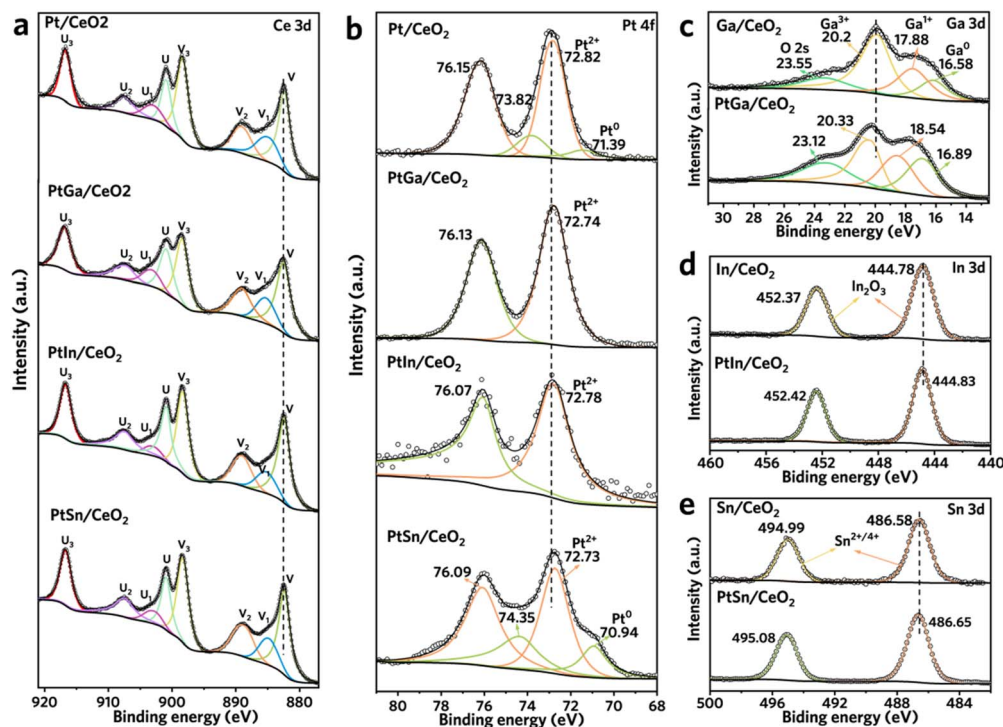 a
Ce 3d
Pt/CeO2
U₃
U₂
U₁
U
V₃
V₂
V₁
V
PtGa/CeO2
U₃
U₂
U₁
U
V₃
V₂
V₁
V
PtIn/CeO₂
U₃
U₂
U₁
U
V₃
V₂
V₁
V
PtSn/CeO₂
U₃
U₂
U₁
U
V₃
V₂
V₁
V
Intensity (a.u.)
920 910 900 890 880
Binding energy (eV)
b
Pt 4f
Pt/CeO₂
76.15
73.82
Pt²⁺
72.82
Pt⁰
71.39
PtGa/CeO₂
76.13
Pt²⁺
72.74
PtIn/CeO₂
76.07
Pt²⁺
72.78
PtSn/CeO₂
76.09
74.35
Pt²⁺
72.73
Pt⁰
70.94
Intensity (a.u.)
80 78 76 74 72 70 68
Binding energy (eV)
c
Ga/CeO₂
Ga 3d
O 2s
23.55
Ga³⁺
20.2
Ga¹⁺
17.88
Ga⁰
16.58
PtGa/CeO₂
23.12
20.33
18.54
16.89
Intensity (a.u.)
30 28 26 24 22 20 18 16 14
Binding energy (eV)
d
In 3d
In/CeO₂
452.37
In₂O₃
444.78
PtIn/CeO₂
452.42
444.83
Intensity (a.u.)
460 456 452 448 444 440
Biding energy (eV)
e
Sn 3d
Sn/CeO₂
494.99
Sn²⁺/⁴⁺
486.58
PtSn/CeO₂
495.08
486.65
Intensity (a.u.)
500 496 492 488 484
Binding energy (eV)